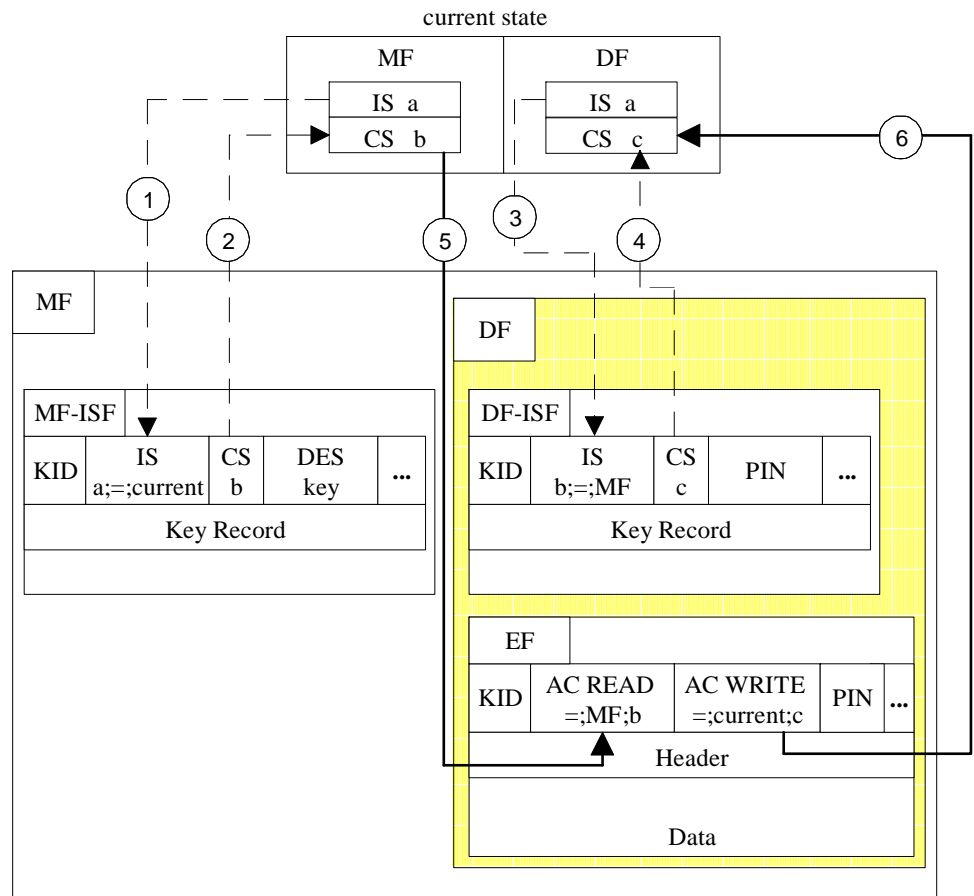 current state
MF
DF
IS a
IS a
CS b
CS c
6
1
2
3
4
5
MF
DF
MF-ISF
DF-ISF
KID
IS
a;=;current
CS
b
DES
key
...
Key Record
KID
IS
b;=;MF
CS
c
PIN
...
Key Record
EF
KID
AC READ
=;MF;b
AC WRITE
=;current;c
PIN
...
Header
Data